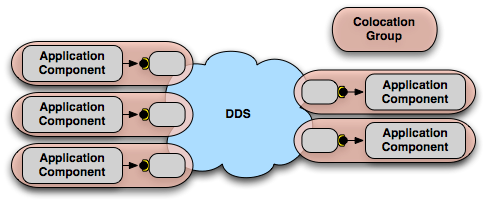 Colocation
Group
Application
Component
Application
Component
Application
Component
DDS
Application
Component
Application
Component